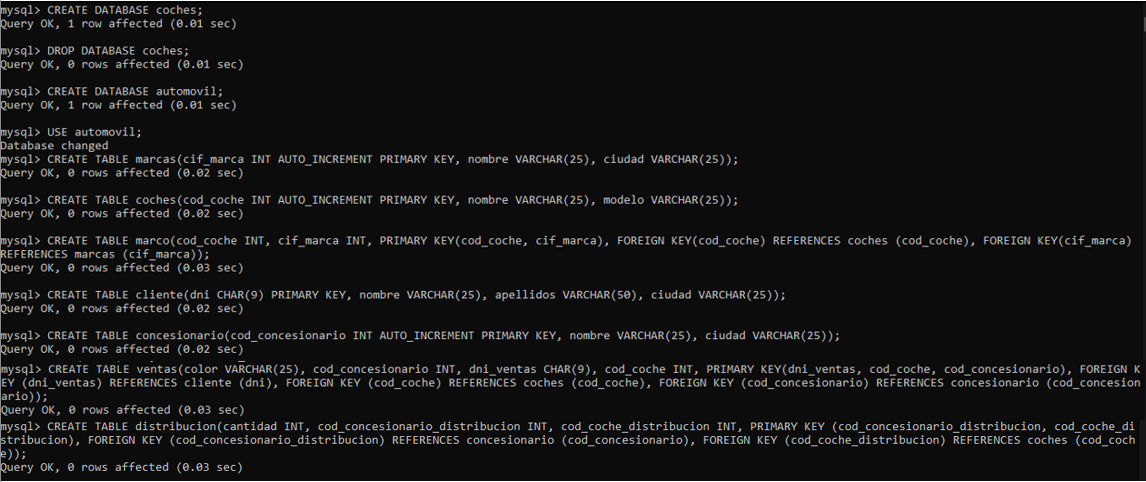 mysql> CREATE DATABASE coches;
Query OK, 1 row affected (0.01 sec)
mysql> DROP DATABASE coches;
Query OK, 0 rows affected (0.01 sec)
mysql> CREATE DATABASE automovil;
Query OK, 1 row affected (0.01 sec)
mysql> USE automovil;
Database changed
mysql> CREATE TABLE marcas(cif_marca INT AUTO_INCREMENT PRIMARY KEY, nombre VARCHAR(25), ciudad VARCHAR(25));
Query OK, 0 rows affected (0.02 sec)
mysql> CREATE TABLE coches(cod_coche INT AUTO_INCREMENT PRIMARY KEY, nombre VARCHAR(25), modelo VARCHAR(25));
Query OK, 0 rows affected (0.02 sec)
mysql> CREATE TABLE marco(cod_coche INT, cif_marca INT, PRIMARY KEY(cod_coche, cif_marca), FOREIGN KEY(cod_coche) REFERENCES coches (cod_coche), FOREIGN KEY(cif_marca)
REFERENCES marcas (cif_marca));
Query OK, 0 rows affected (0.03 sec)
mysql> CREATE TABLE cliente(dni CHAR(9) PRIMARY KEY, nombre VARCHAR(25), apellidos VARCHAR(50), ciudad VARCHAR(25));
Query OK, 0 rows affected (0.02 sec)
mysql> CREATE TABLE concesionario(cod_concesionario INT AUTO_INCREMENT PRIMARY KEY, nombre VARCHAR(25), ciudad VARCHAR(25));
Query OK, 0 rows affected (0.02 sec)
mysql> CREATE TABLE ventas(color VARCHAR(25), cod_concesionario INT, dni_ventas CHAR(9), cod_coche INT, PRIMARY KEY(dni_ventas, cod_coche, cod_concesionario), FOREIGN K
EY (dni_ventas) REFERENCES cliente (dni), FOREIGN KEY (cod_coche) REFERENCES coches (cod_coche), FOREIGN KEY (cod_concesionario) REFERENCES concesionario (cod_concesion
ario));
Query OK, 0 rows affected (0.03 sec)
mysql> CREATE TABLE distribucion(cantidad INT, cod_concesionario_distribucion INT, cod_coche_distribucion INT, PRIMARY KEY (cod_concesionario_distribucion, cod_coche_di
stribucion), FOREIGN KEY (cod_concesionario_distribucion) REFERENCES concesionario (cod_concesionario), FOREIGN KEY (cod_coche_distribucion) REFERENCES coches (cod_coch
e));
Query OK, 0 rows affected (0.03 sec)